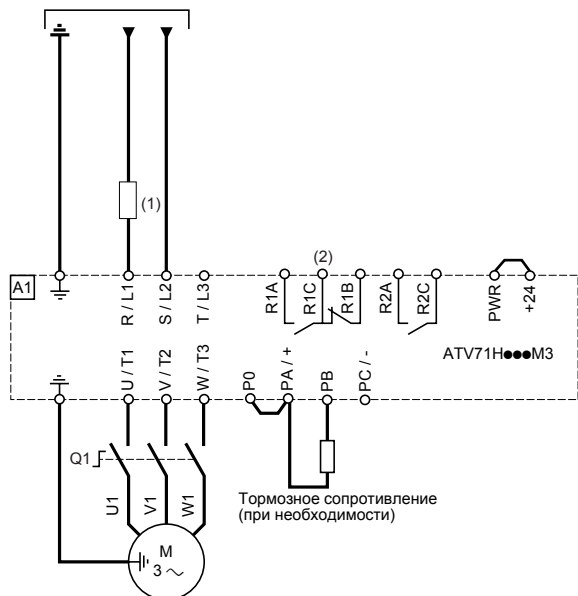 (1)
(2)
A1
R / L1
S / L2
T / L3
R1A
R1C
R1B
R2A
R2C
PWR
+24
ATV71H●●●M3
U / T1
V / T2
W / T3
P0
PA / +
PB
PC / -
Q1
U1
V1
W1
Тормозное сопротивление
(при необходимости)
M
3 ~